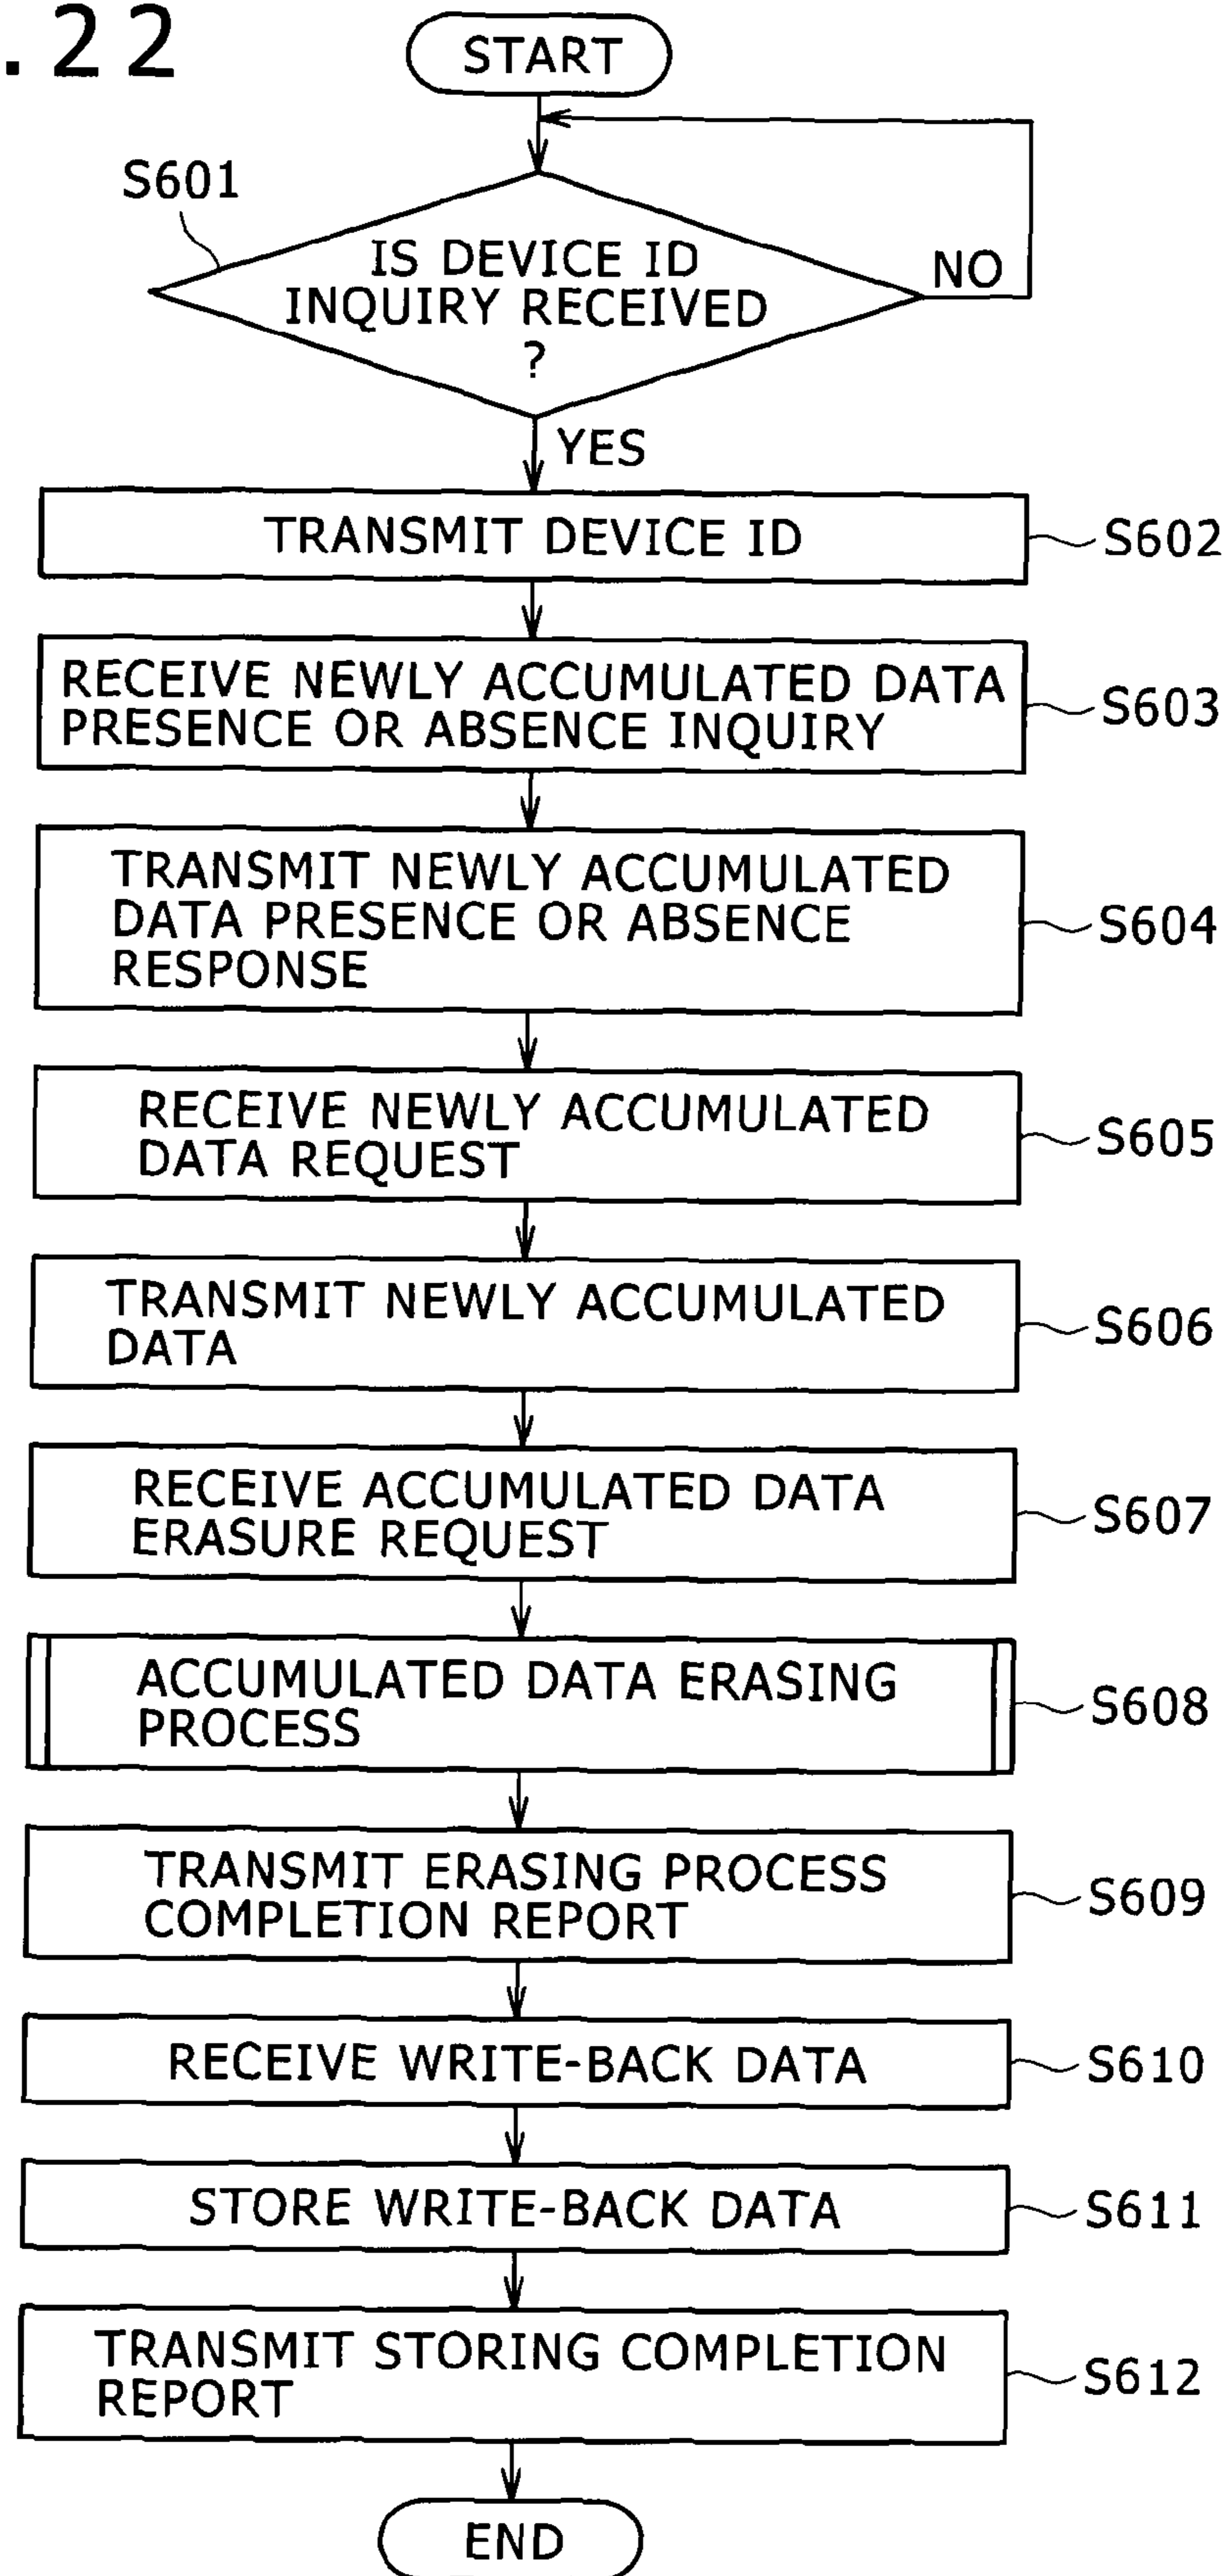 .22
START
S601
IS DEVICE ID
INQUIRY RECEIVED
?
NO
YES
TRANSMIT DEVICE ID
S602
RECEIVE NEWLY ACCUMULATED DATA
PRESENCE OR ABSENCE INQUIRY
S603
TRANSMIT NEWLY ACCUMULATED
DATA PRESENCE OR ABSENCE
RESPONSE
S604
RECEIVE NEWLY ACCUMULATED
DATA REQUEST
S605
TRANSMIT NEWLY ACCUMULATED
DATA
S606
RECEIVE ACCUMULATED DATA
ERASURE REQUEST
S607
ACCUMULATED DATA ERASING
PROCESS
S608
TRANSMIT ERASING PROCESS
COMPLETION REPORT
S609
RECEIVE WRITE-BACK DATA
S610
STORE WRITE-BACK DATA
S611
TRANSMIT STORING COMPLETION
REPORT
S612
END